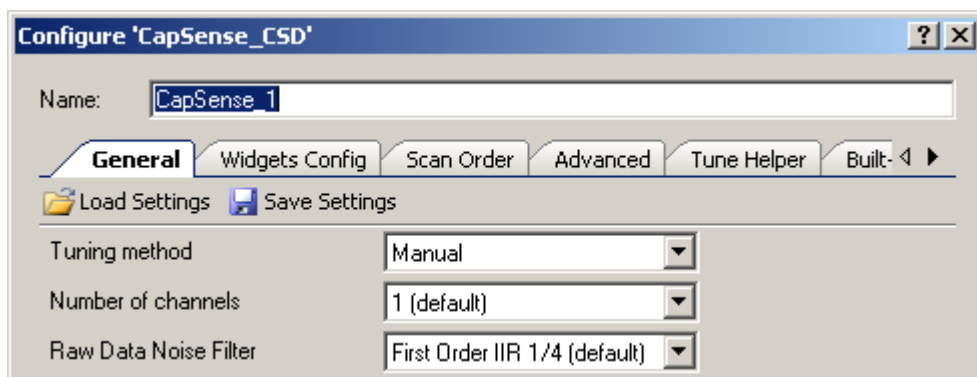 Configure 'CapSense_CSD'
Name: CapSense_1
General Widgets Config Scan Order Advanced Tune Helper Built-
Load Settings Save Settings
Tuning method Manual
Number of channels 1 (default)
Raw Data Noise Filter First Order IIR 1/4 (default)